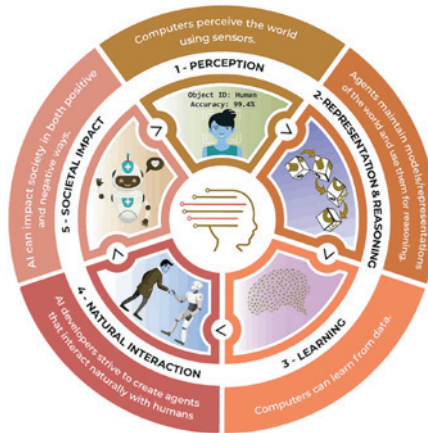 Computers perceive the world
using sensors.
1 - PERCEPTION
Object ID: Human
Accuracy: 99.4%
Agents maintain models/representations
of the world and use them for reasoning.
2-REPRESENTATION & REASONING
3 - LEARNING
Computers can learn from data.
4 - NATURAL INTERACTION
AI developers strive to create agents
that interact naturally with humans
5 - SOCIETAL IMPACT
AI can impact society in both positive
and negative ways.